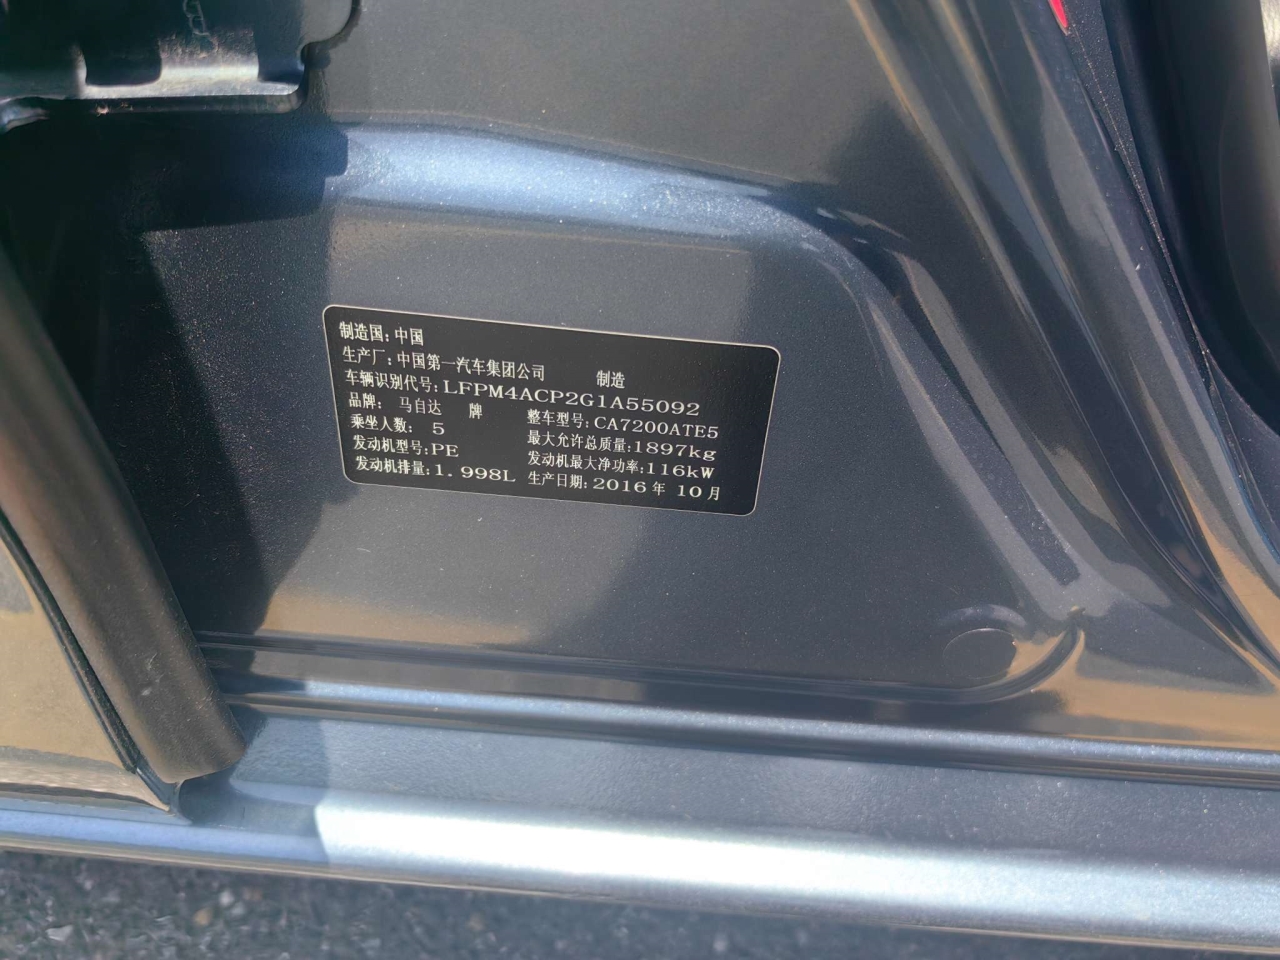 制造国：中国
生产厂：中国第一汽车集团公司 制造
车辆识别代号：LFPM4ACP2G1A55092
品牌：马自达 牌 整车型号：CA7200ATE5
乘坐人数：5 最大允许总质量：1897kg
发动机型号：PE 发动机最大净功率：116kW
发动机排量：1.998L 生产日期：2016年10月